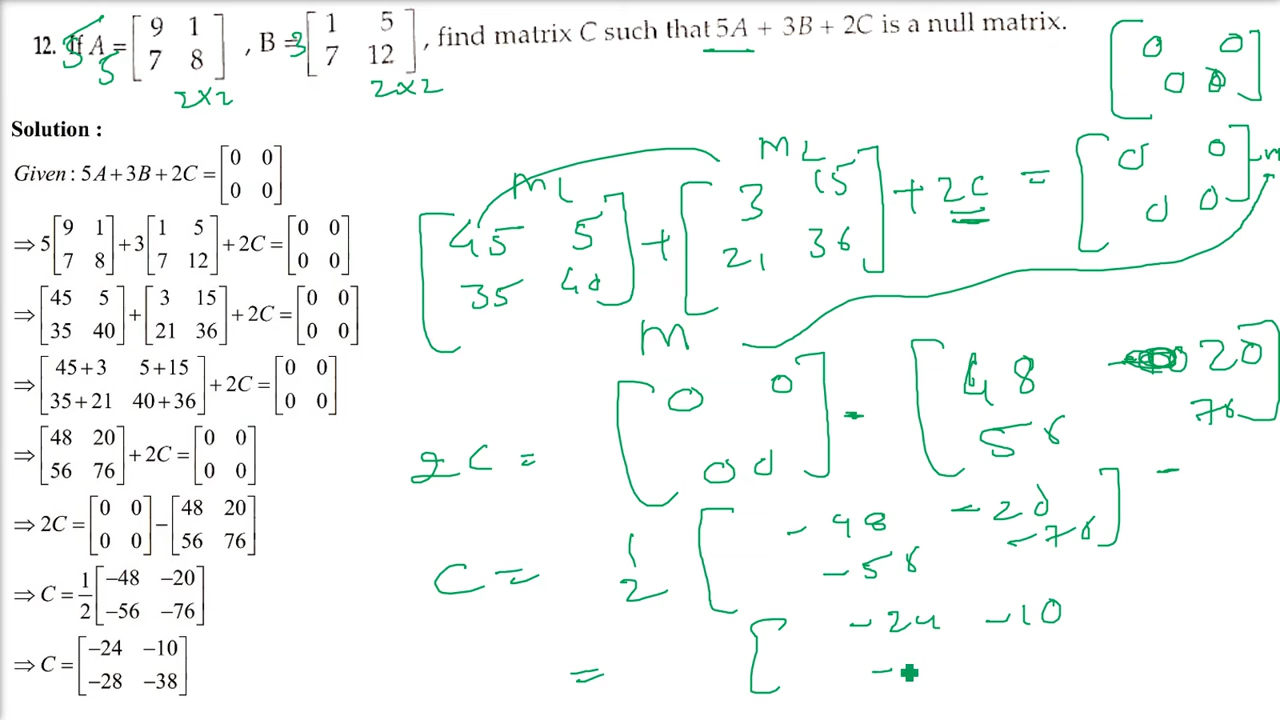 12. If A = [9 1; 7 8], B = [1 5; 7 12], find matrix C such that 5A + 3B + 2C is a null matrix.
5 5 3
2×2 2×2
[0 0; 0 0]
Solution :
Given : 5A + 3B + 2C = [0 0; 0 0]
⇒ 5[9 1; 7 8] + 3[1 5; 7 12] + 2C = [0 0; 0 0]
⇒ [45 5; 35 40] + [3 15; 21 36] + 2C = [0 0; 0 0]
⇒ [45+3 5+15; 35+21 40+36] + 2C = [0 0; 0 0]
⇒ [48 20; 56 76] + 2C = [0 0; 0 0]
⇒ 2C = [0 0; 0 0] − [48 20; 56 76]
⇒ C = 1/2 [−48 −20; −56 −76]
⇒ C = [−24 −10; −28 −38]
ML ML
[45 5; 35 40] + [3 15; 21 36] + 2C = [0 0; 0 0] - m
M
2C = [0 0; 0 0] - [48 20; 56 76]
C = 1/2 [-48 -20; -56 -76] -
= [ -24 -10; -